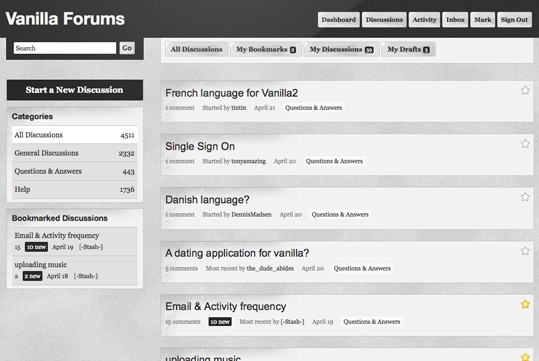 Vanilla Forums
Dashboard Discussions Activity Inbox Mark Sign Out
Search Go
All Discussions My Bookmarks 2 My Discussions 39 My Drafts 3
Start a New Discussion
Categories
All Discussions 4511
General Discussions 2332
Questions & Answers 443
Help 1736
Bookmarked Discussions
Email & Activity frequency
15 10 new April 19 [-Stash-]
uploading music
2 2 new April 18 [-Stash-]
French language for Vanilla2
1 comment Started by tintin April 21 Questions & Answers
Single Sign On
1 comment Started by tonyamazing April 20 Questions & Answers
Danish language?
1 comment Started by DennisMadsen April 20 Questions & Answers
A dating application for vanilla?
5 comments Most recent by the_dude_abides April 20 Questions & Answers
Email & Activity frequency
15 comments 10 new Most recent by [-Stash-] April 19 Questions & Answers
uploading music